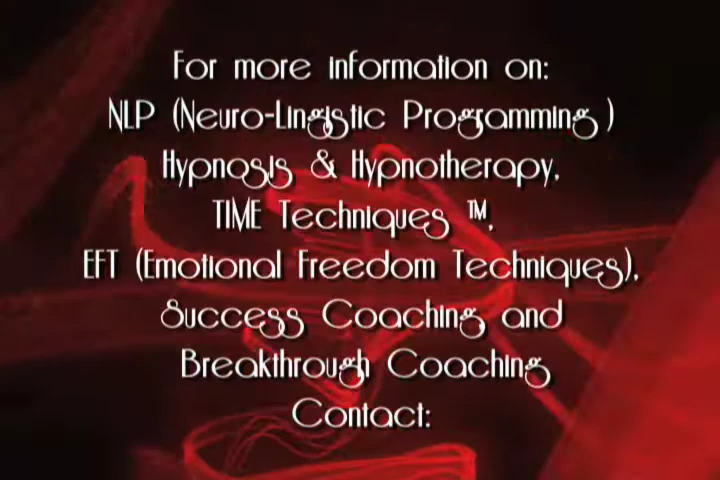 For more information on:
NLP (Neuro-Lingistic Programming )
Hypnosis & Hypnotherapy,
TIME Techniques ™,
EFT (Emotional Freedom Techniques),
Success Coaching, and
Breakthrough Coaching
Contact: